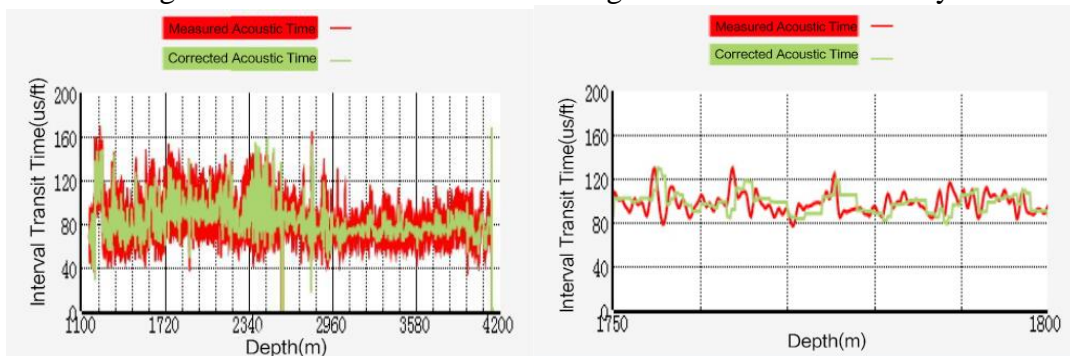 Measured Acoustic Time
Corrected Acoustic Time
Interval Transit Time(us/ft)
200
160
120
80
40
0
1100
1720
2340
2960
3580
4200
Depth(m)
Measured Acoustic Time
Corrected Acoustic Time
Interval Transit Time(us/ft)
200
160
120
80
40
0
1750
1800
Depth(m)